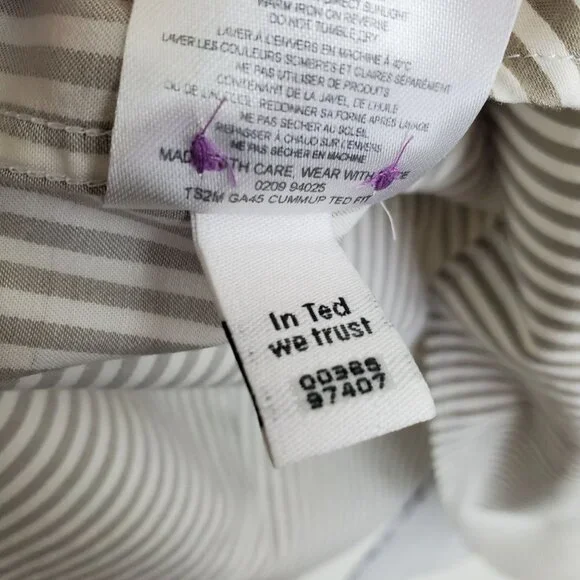 DIRECT SUNLIGHT
WARM IRON ON REVERSE
DO NOT TUMBLE DRY
LAVER À L'ENVERS EN MACHINE À 40°C
LAVER LES COULEURS SOMBRES ET CLAIRES SÉPARÉMENT
NE PAS UTILISER DE PRODUITS
CONTENANT DE LA JAVEL DE L'HUILE
OU DE REDONNER SA FORME APRÈS LAVAGE
NE PAS SÉCHER AU SOLEIL
REPASSER À CHAUD SUR L'ENVERS
NE PAS SÉCHER EN MACHINE
MADE WITH CARE, WEAR WITH
0209 94025
TS2M GA45 CUMMUP TED FIT
In Ted
we trust
00389
97407